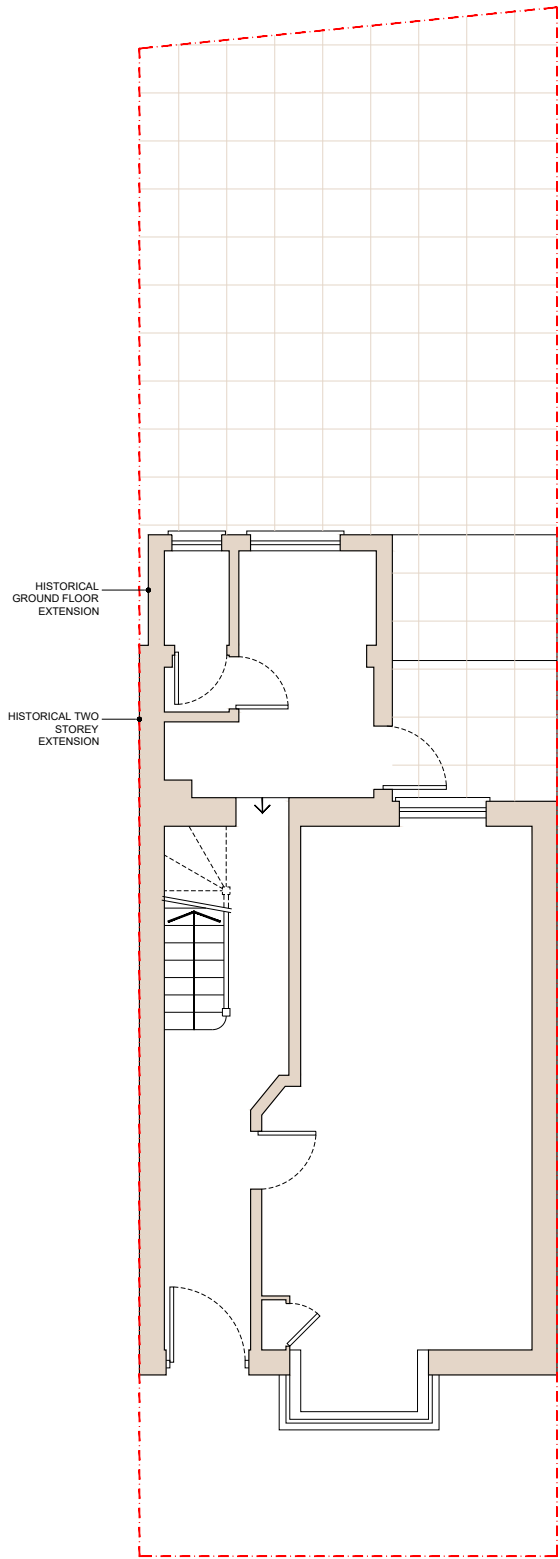 HISTORICAL
GROUND FLOOR
EXTENSION
HISTORICAL TWO
STOREY
EXTENSION